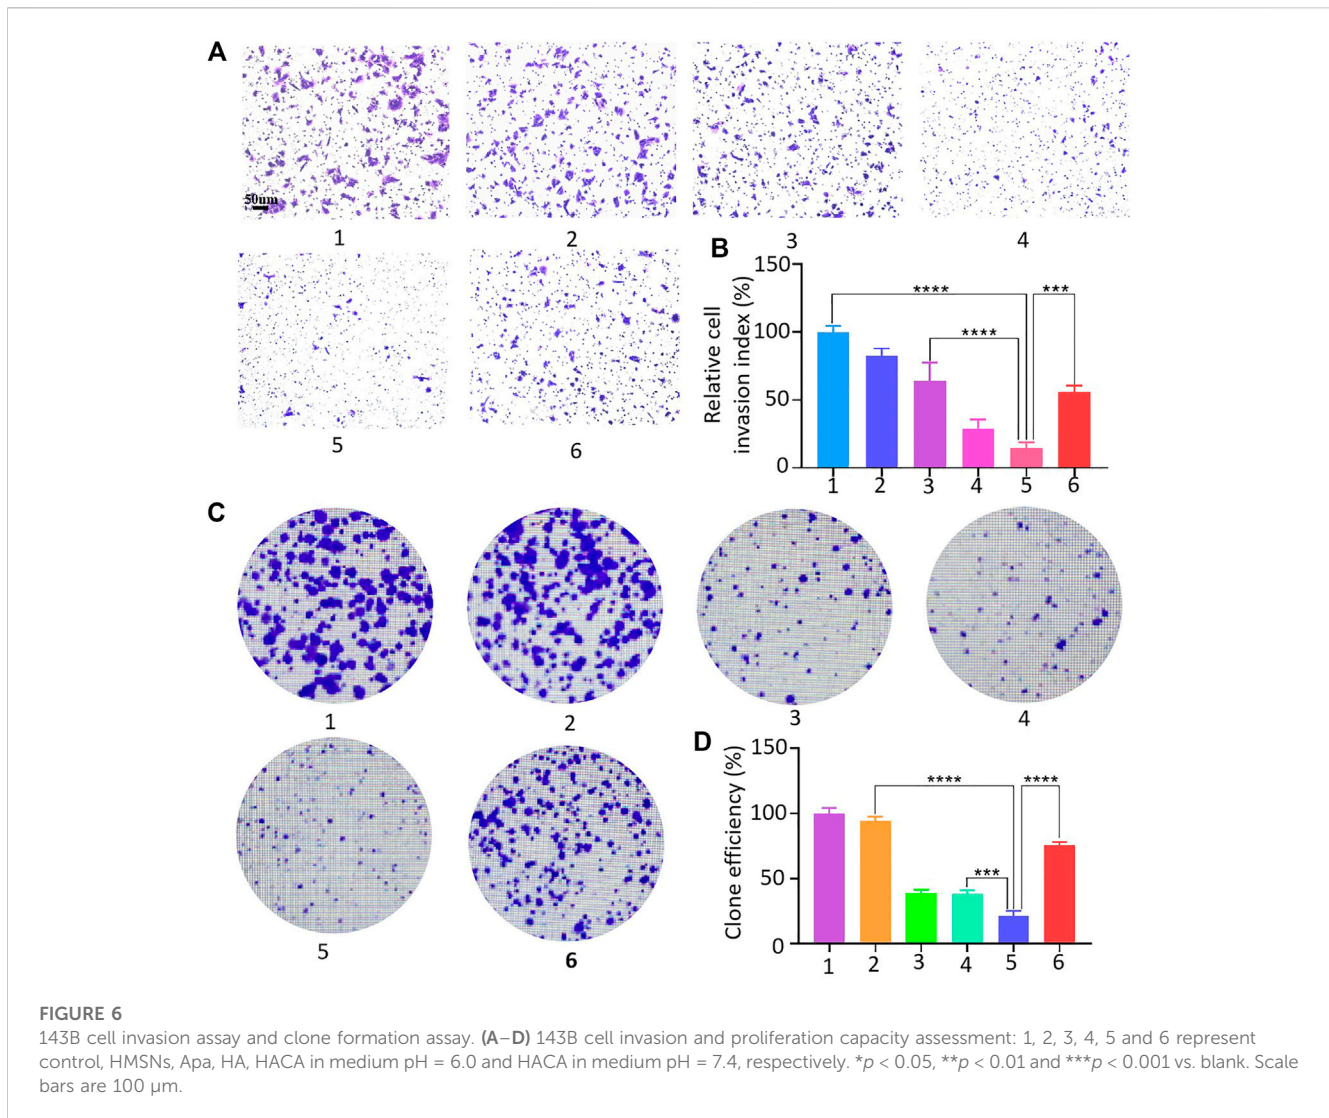 A
50um
1
2
3
4
5
6
B
Relative cell
invasion index (%)
150
100
50
0
****
***
****
1 2 3 4 5 6
C
1
2
3
4
5
6
D
Clone efficiency (%)
150
100
50
0
****
****
***
1 2 3 4 5 6
FIGURE 6
143B cell invasion assay and clone formation assay. (A–D) 143B cell invasion and proliferation capacity assessment: 1, 2, 3, 4, 5 and 6 represent
control, HMSNs, Apa, HA, HACA in medium pH = 6.0 and HACA in medium pH = 7.4, respectively. *p < 0.05, **p < 0.01 and ***p < 0.001 vs. blank. Scale
bars are 100 µm.